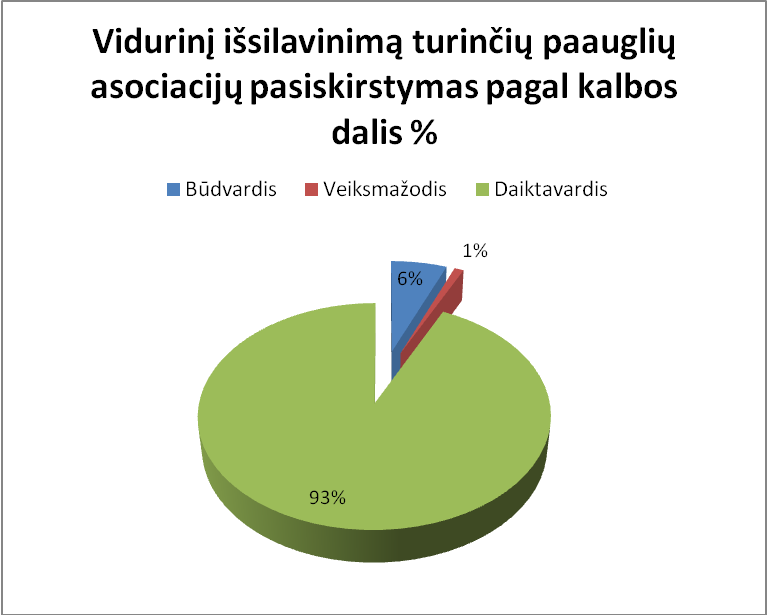 Vidurinį išsilavinimą turinčių paauglių
asociacijų pasiskirstymas pagal kalbos
dalis %
Būdvardis Veiksmažodis Daiktavardis
1%
6%
93%